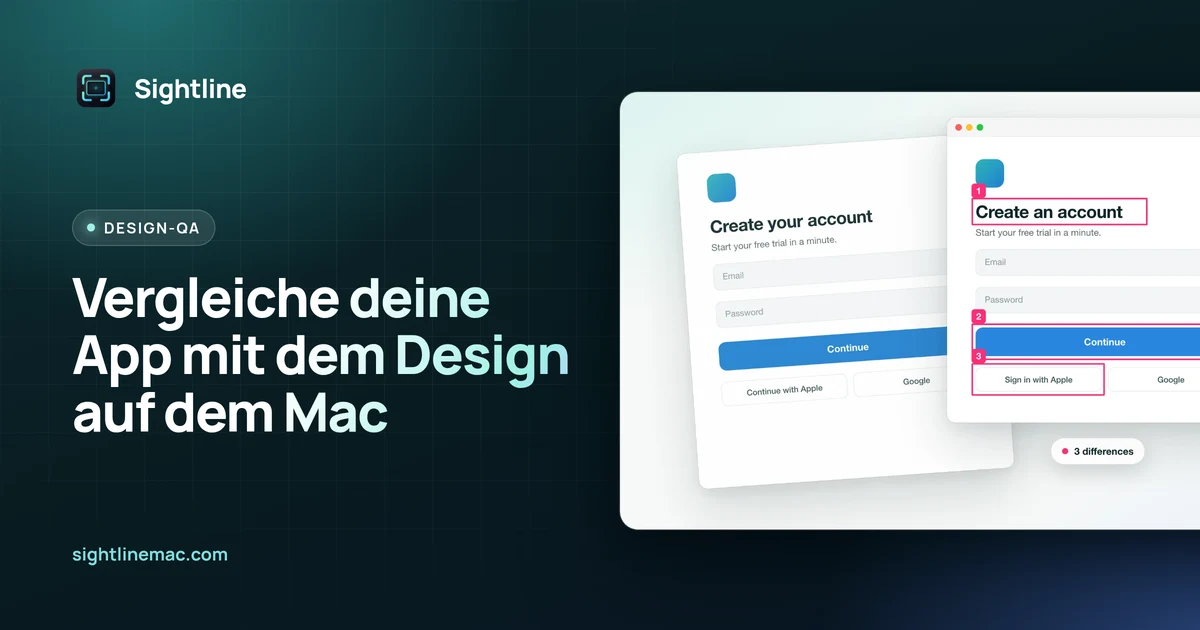 Sightline
DESIGN-QA
Vergleiche deine
App mit dem Design
auf dem Mac
sightlinemac.com
Create your account
Start your free trial in a minute.
Email
Password
Continue
Continue with Apple
Google
1
Create an account
Start your free trial in a minute.
Email
Password
2
Continue
3
Sign in with Apple
Google
3 differences